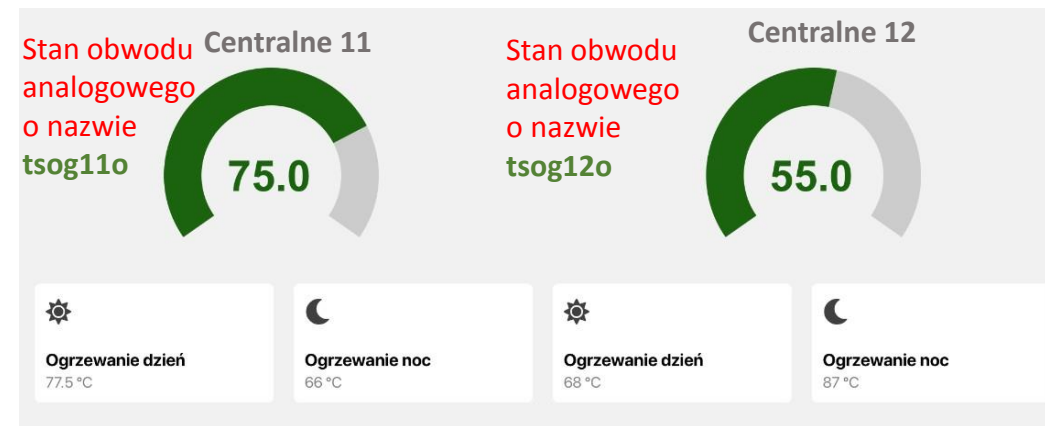 Centralne 11
Stan obwodu
analogowego
o nazwie
tsog11o
75.0
Centralne 12
Stan obwodu
analogowego
o nazwie
tsog12o
55.0
Ogrzewanie dzień
77.5 °C
Ogrzewanie noc
66 °C
Ogrzewanie dzień
68 °C
Ogrzewanie noc
87 °C